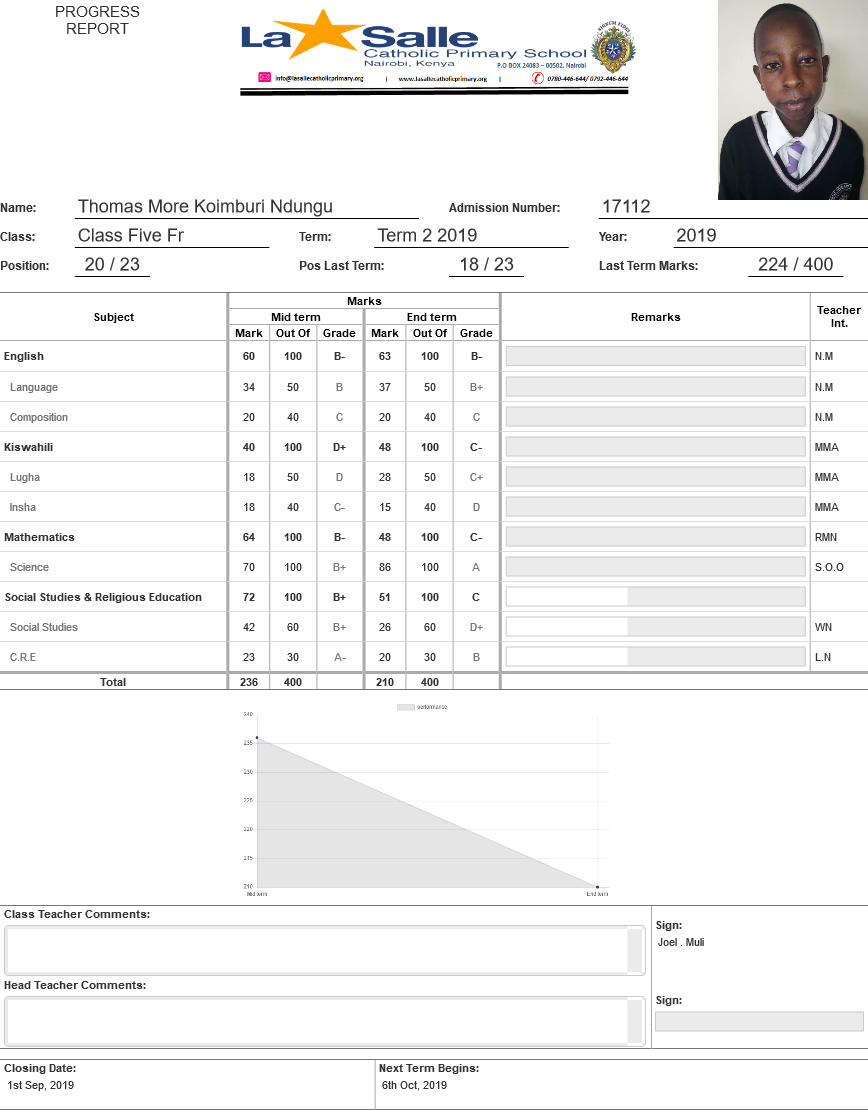 PROGRESS
REPORT
La Salle
Catholic Primary School
Nairobi, Kenya
P.O BOX 24083 – 00502, Nairobi
info@lasallecatholicprimary.org | www.lasallecatholicprimary.org | 0780-446-644/ 0792-446-644
Name: Thomas More Koimburi Ndungu Admission Number: 17112
Class: Class Five Fr Term: Term 2 2019 Year: 2019
Position: 20 / 23 Pos Last Term: 18 / 23 Last Term Marks: 224 / 400
Subject Marks Remarks Teacher Int.
Mid term End term
Mark Out Of Grade Mark Out Of Grade
English 60 100 B- 63 100 B- N.M
Language 34 50 B 37 50 B+ N.M
Composition 20 40 C 20 40 C N.M
Kiswahili 40 100 D+ 48 100 C- MMA
Lugha 18 50 D 28 50 C+ MMA
Insha 18 40 C- 15 40 D MMA
Mathematics 64 100 B- 48 100 C- RMN
Science 70 100 B+ 86 100 A S.O.O
Social Studies & Religious Education 72 100 B+ 51 100 C
Social Studies 42 60 B+ 26 60 D+ WN
C.R.E 23 30 A- 20 30 B L.N
Total 236 400 210 400
performance
240
235
230
225
220
215
210
Mid term End term
Class Teacher Comments:
Sign:
Joel . Muli
Head Teacher Comments:
Sign:
Closing Date: Next Term Begins:
1st Sep, 2019 6th Oct, 2019